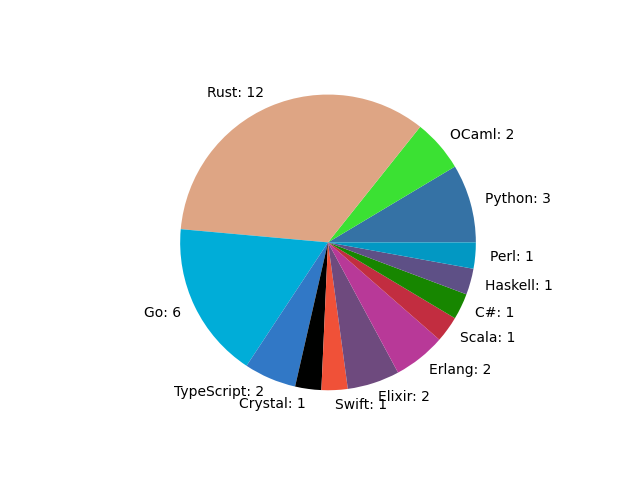 Rust: 12
OCaml: 2
Python: 3
Perl: 1
Haskell: 1
Go: 6
C#: 1
Scala: 1
Erlang: 2
TypeScript: 2
Elixir: 2
Crystal: 1
Swift: 1